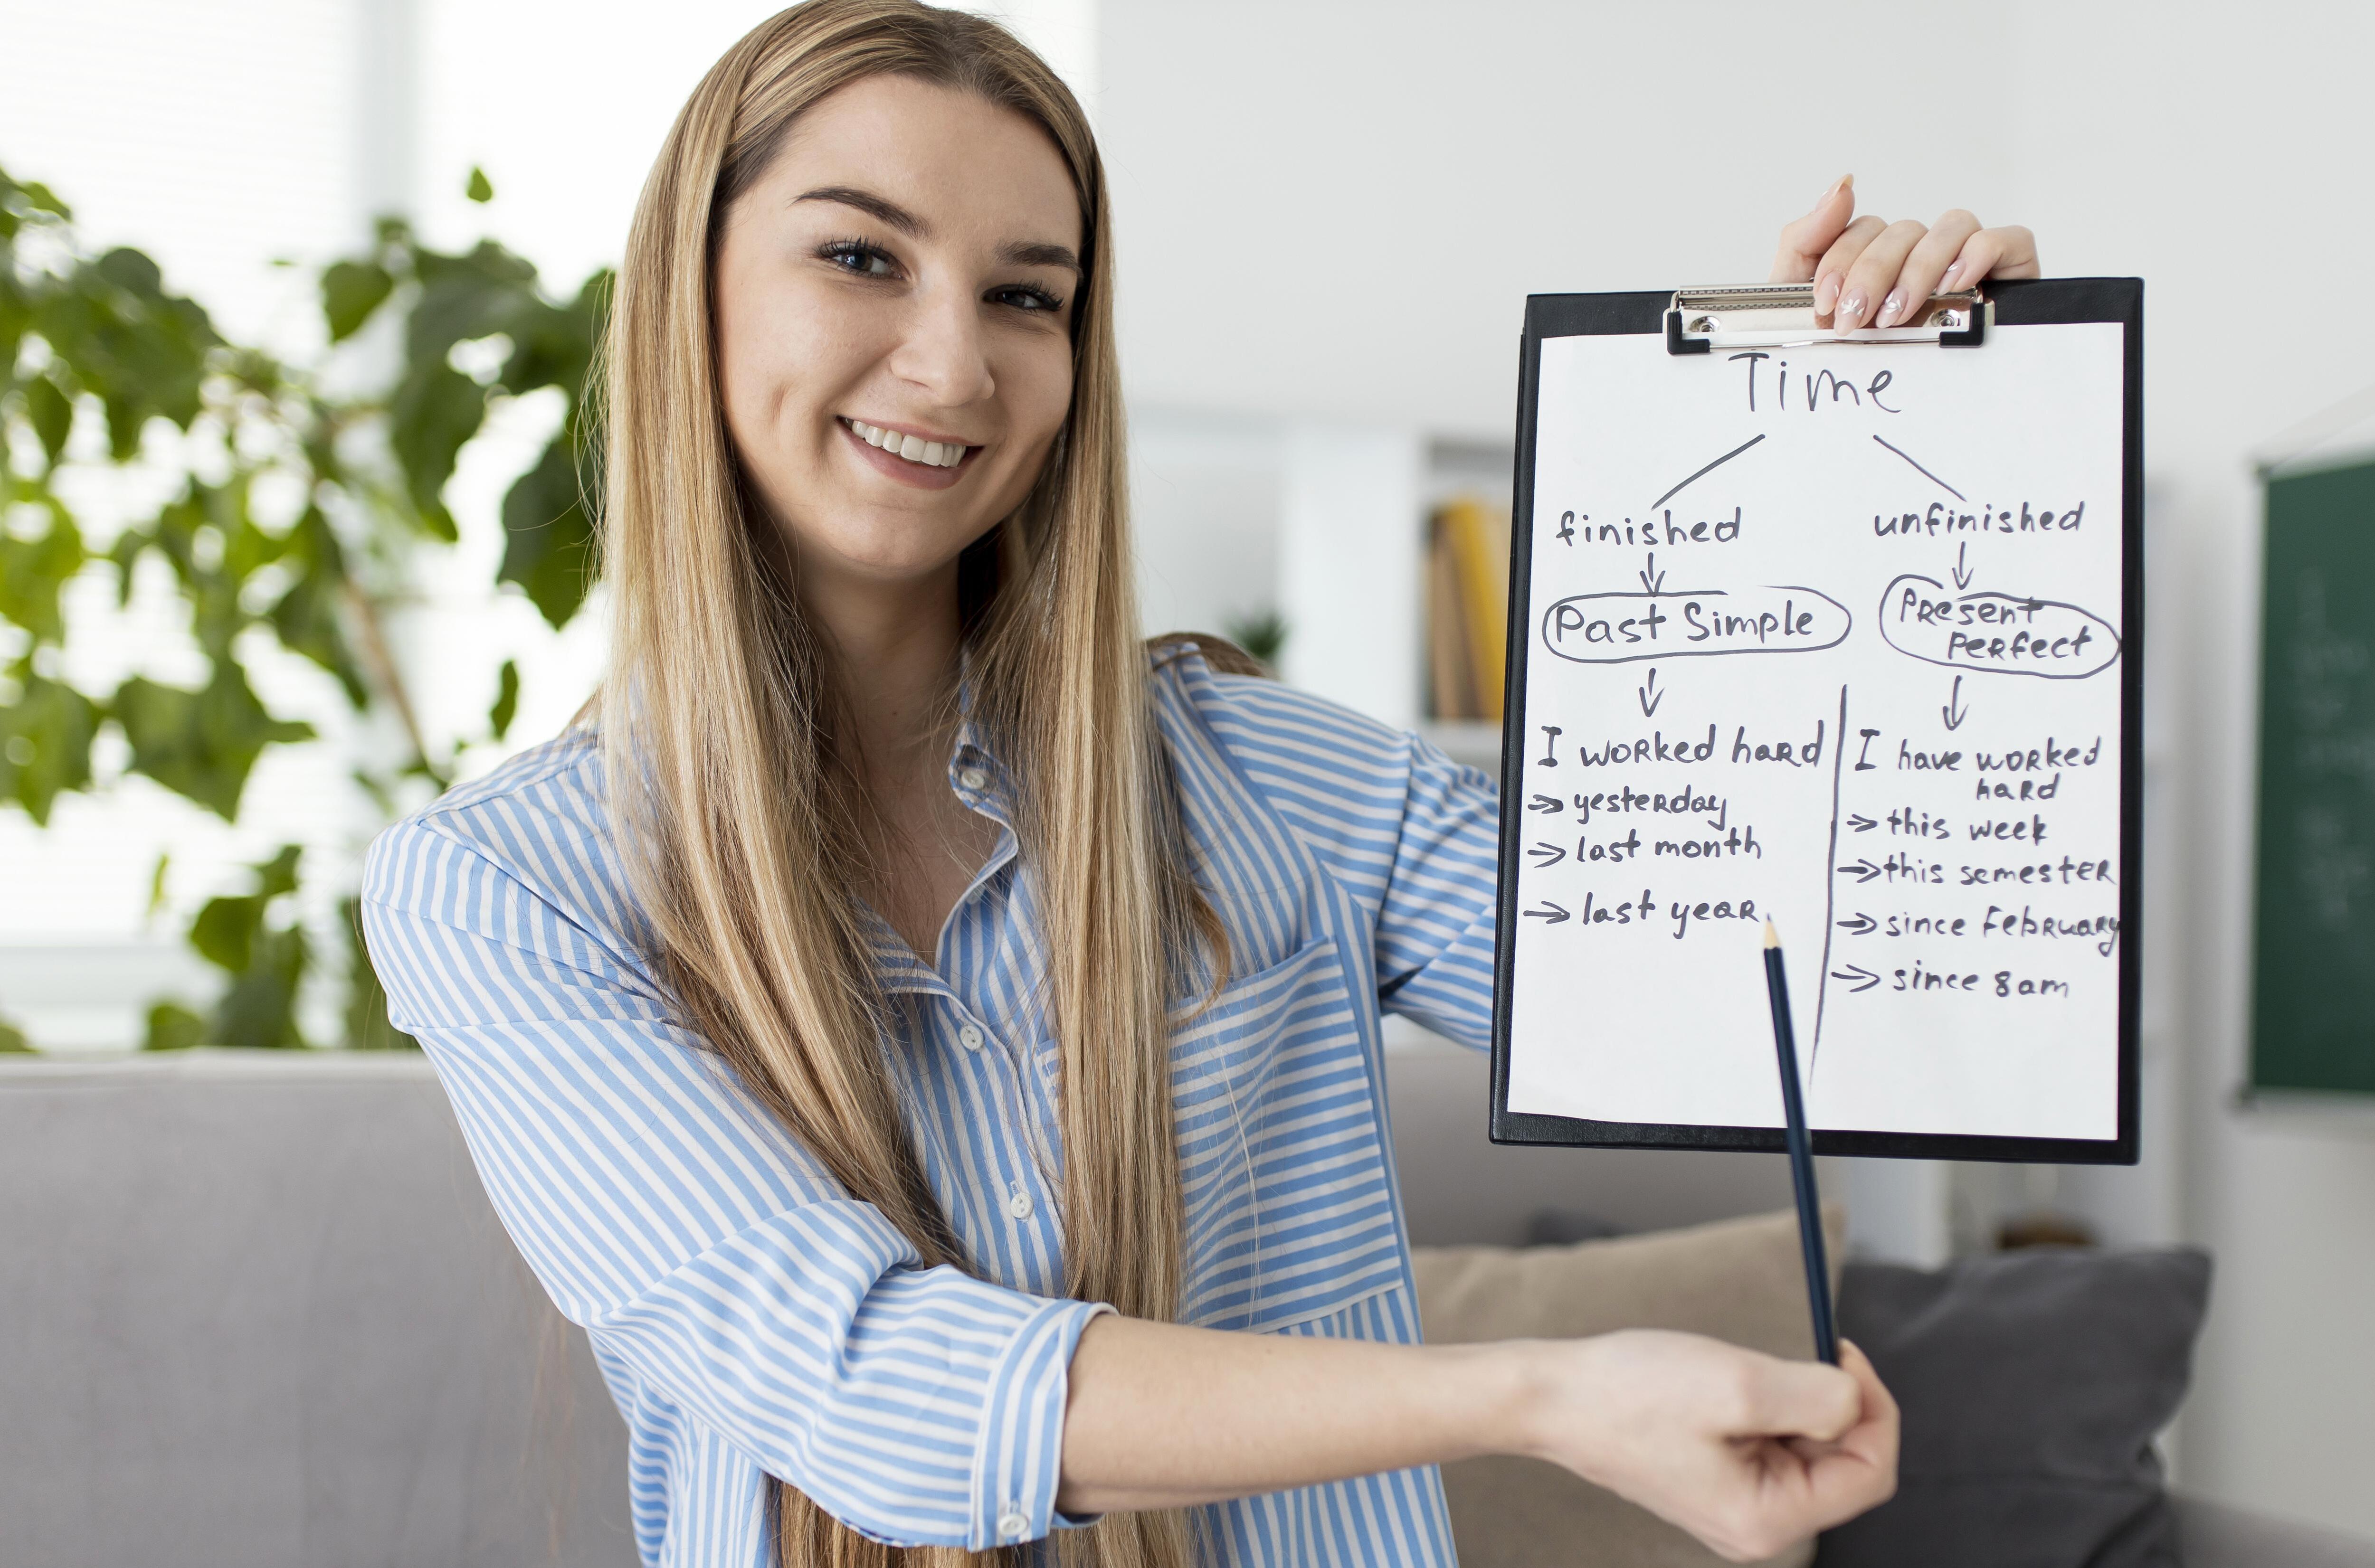 Time
finished
Past Simple
I worked hard
→ yesterday
→ last month
→ last year
unfinished
Present
Perfect
I have worked
hard
→ this week
→ this semester
→ since February
→ since 8am